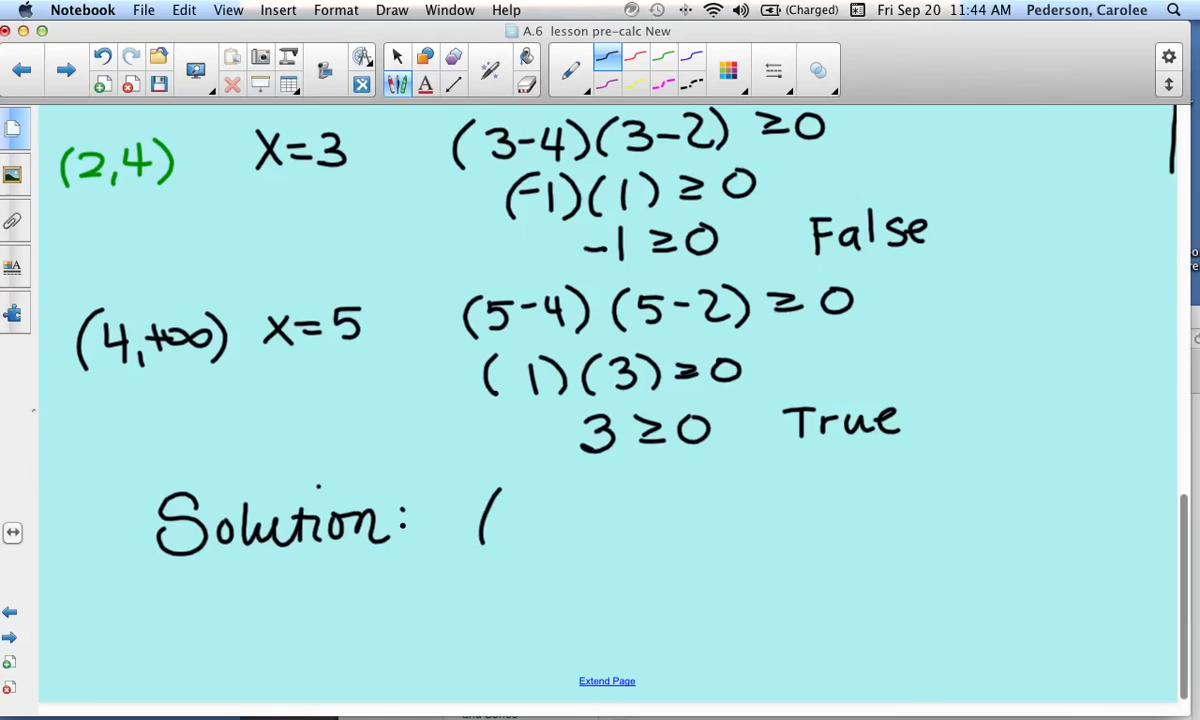 Notebook File Edit View Insert Format Draw Window Help (Charged) Fri Sep 20 11:44 AM Pederson, Carolee
A.6 lesson pre-calc New
(2,4) X=3 (3-4)(3-2) ≥0
(-1)(1) ≥ 0
-1 ≥0 False
(4,+∞) x=5 (5-4) (5-2) ≥ 0
(1)(3) ≥0
3 ≥0 True
Solution: (
Extend Page